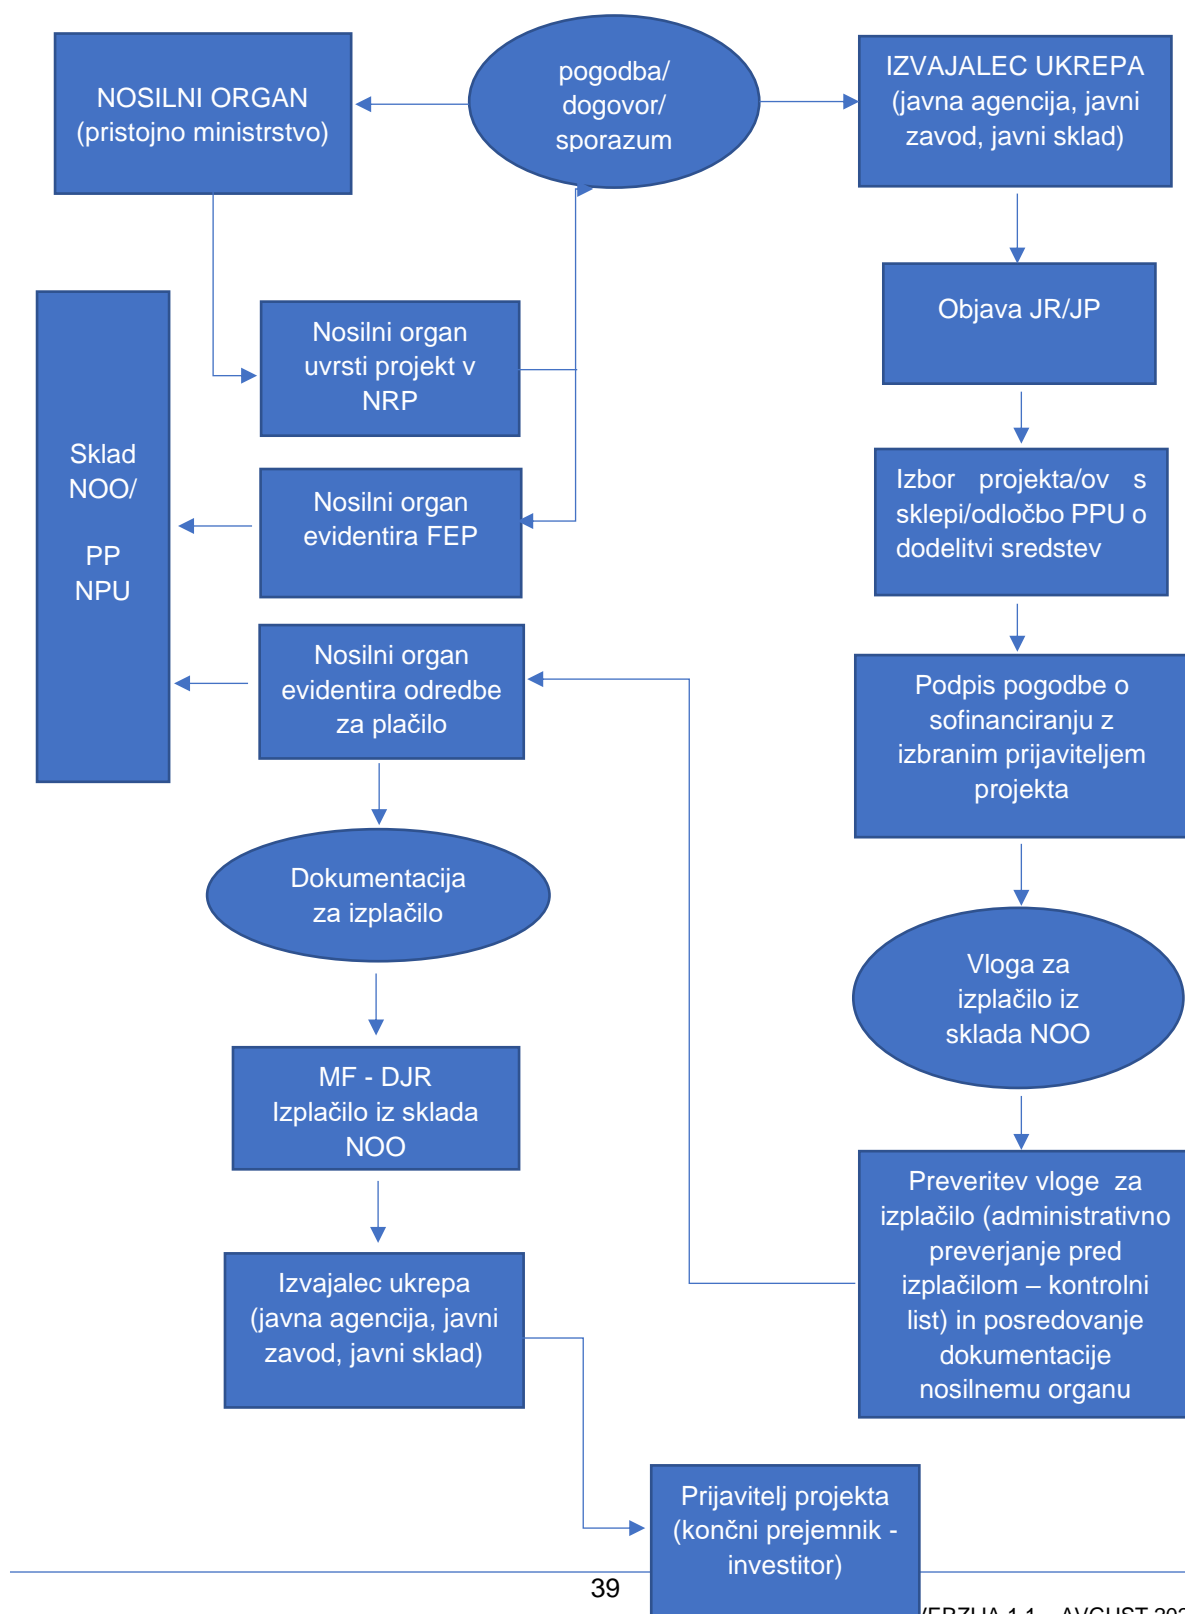 NOSILNI ORGAN
(pristojno ministrstvo)
pogodba/
dogovor/
sporazum
IZVAJALEC UKREPA
(javna agencija, javni
zavod, javni sklad)
Objava JR/JP
Nosilni organ
uvrsti projekt v
NRP
Sklad
NOO/
PP
NPU
Nosilni organ
evidentira FEP
Izbor projekta/ov s
sklepi/odločbo PPU o
dodelitvi sredstev
Nosilni organ
evidentira odredbe
za plačilo
Podpis pogodbe o
sofinanciranju z
izbranim prijaviteljem
projekta
Dokumentacija
za izplačilo
Vloga za
izplačilo iz
sklada NOO
MF - DJR
Izplačilo iz sklada
NOO
Preveritev vloge za
izplačilo (administrativno
preverjanje pred
izplačilom – kontrolni
list) in posredovanje
dokumentacije
nosilnemu organu
Izvajalec ukrepa
(javna agencija, javni
zavod, javni sklad)
Prijavitelj projekta
(končni prejemnik -
investitor)
39